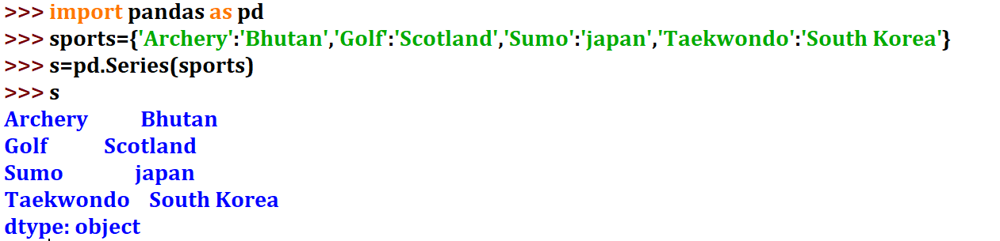 >>> import pandas as pd
>>> sports={'Archery':'Bhutan','Golf':'Scotland','Sumo':'japan','Taekwondo':'South Korea'}
>>> s=pd.Series(sports)
>>> s
Archery Bhutan
Golf Scotland
Sumo japan
Taekwondo South Korea
dtype: object